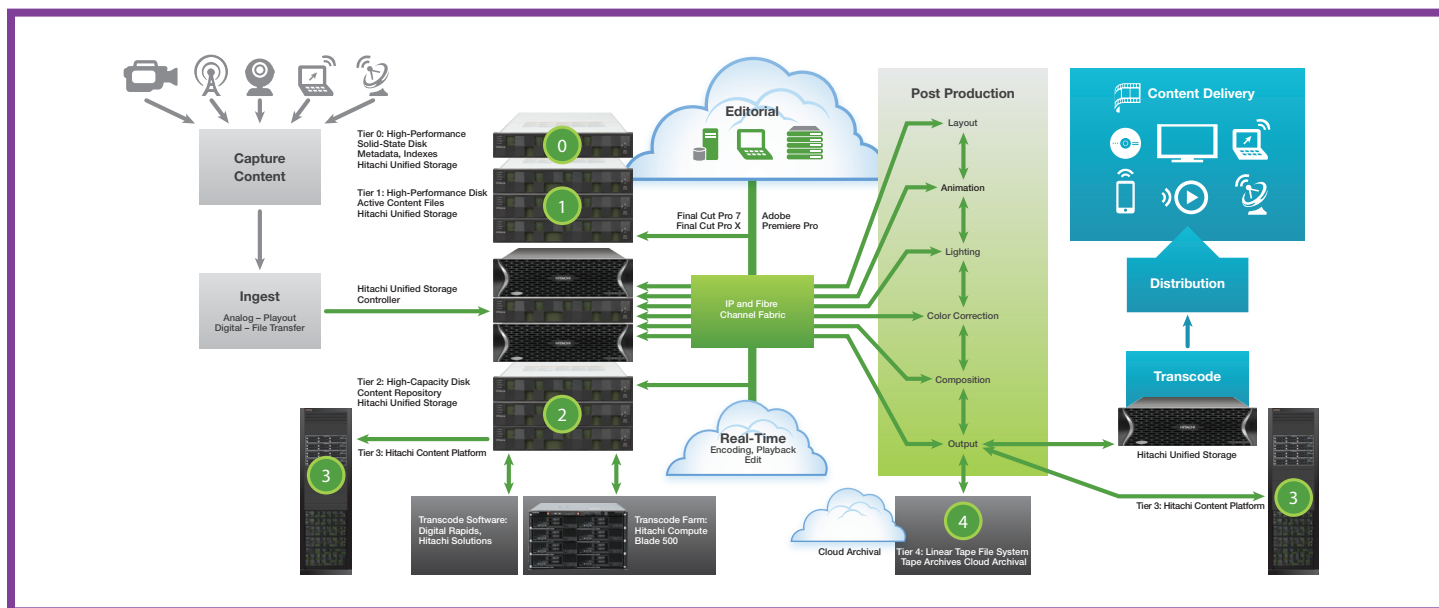 Capture
Content
Ingest
Analog – Playout
Digital – File Transfer
Tier 0: High-Performance
Solid-State Disk
Metadata, Indexes
Hitachi Unified Storage
0
Tier 1: High-Performance Disk
Active Content Files
Hitachi Unified Storage
1
Hitachi Unified Storage
Controller
HITACHI
HITACHI
Tier 2: High-Capacity Disk
Content Repository
Hitachi Unified Storage
2
Tier 3: Hitachi Content Platform
3
Transcode Software:
Digital Rapids,
Hitachi Solutions
Transcode Farm:
Hitachi Compute
Blade 500
Editorial
Final Cut Pro 7
Final Cut Pro X
Adobe
Premiere Pro
IP and Fibre
Channel Fabric
Real-Time
Encoding, Playback
Edit
Post Production
Layout
Animation
Lighting
Color Correction
Composition
Output
Cloud Archival
4
Tier 4: Linear Tape File System
Tape Archives Cloud Archival
Content Delivery
Distribution
Transcode
HITACHI
Hitachi Unified Storage
Tier 3: Hitachi Content Platform
3